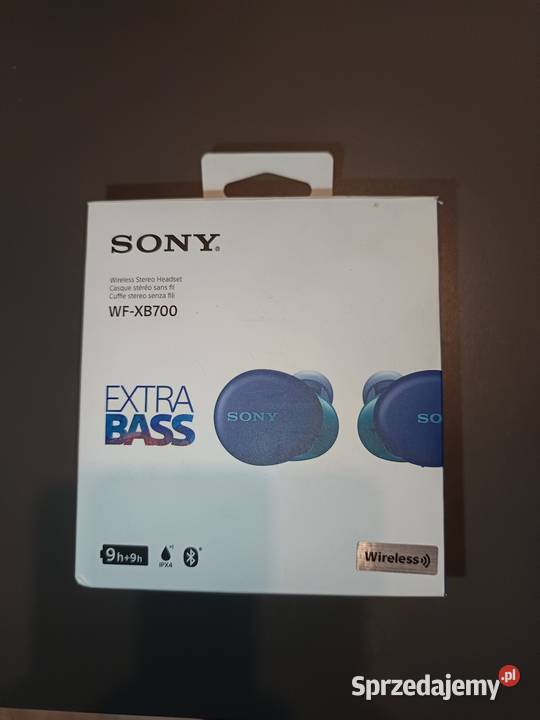 SONY®
Wireless Stereo Headset
Casque stéréo sans fil
Cuffie stereo senza fili
WF-XB700
EXTRA
BASS
SONY
SO
9h+9h
IPX4
Wireless
Sprzedajemy.pl